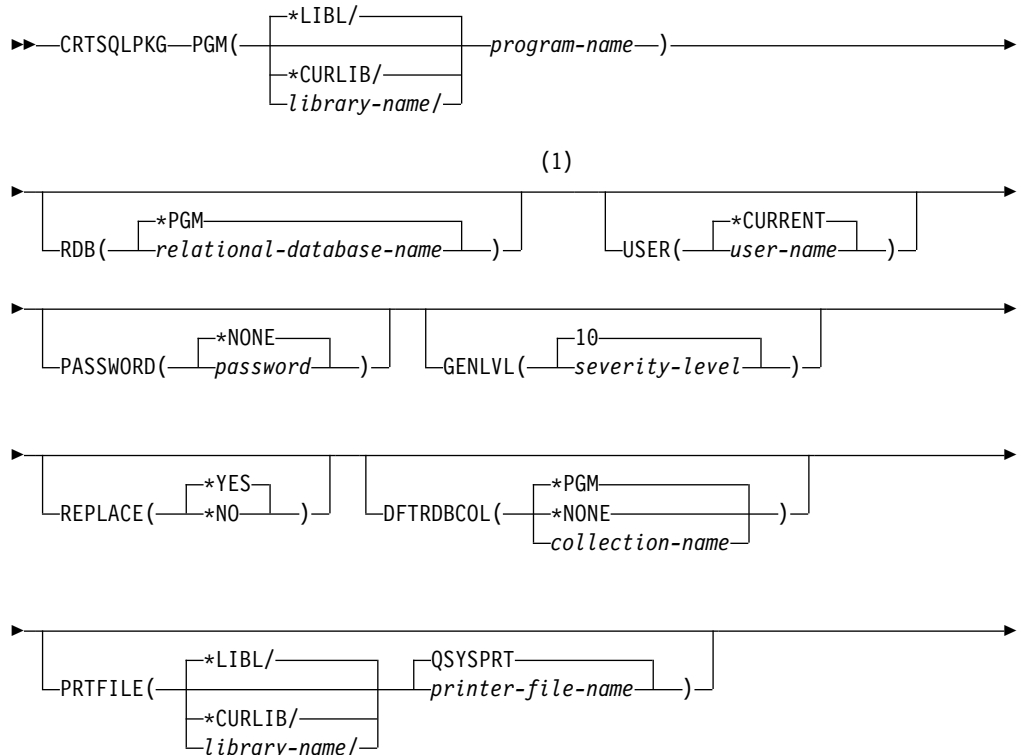 *LIBL/
CRTSQLPKG PGM( program-name )
*CURLIB/
library-name/
(1)
*PGM *CURRENT
RDB( relational-database-name ) USER( user-name )
*NONE 10
PASSWORD( password ) GENLVL( severity-level )
*YES *PGM
REPLACE( *NO ) DFTRDBCOL( *NONE )
collection-name
*LIBL/ QSYSPRT
PRTFILE( printer-file-name )
*CURLIB/
library-name/